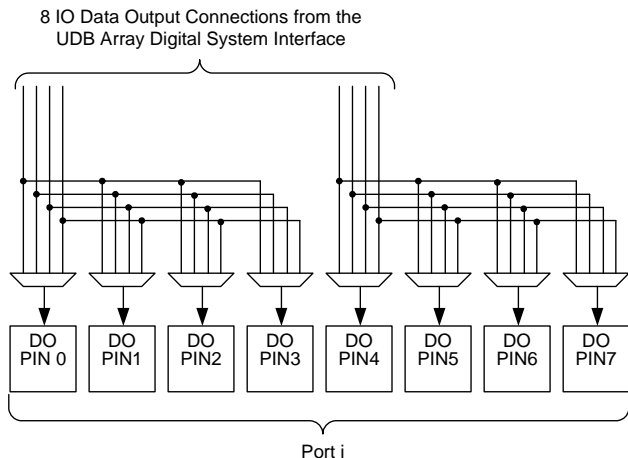 8 IO Data Output Connections from the
UDB Array Digital System Interface
DO
PIN 0
DO
PIN1
DO
PIN2
DO
PIN3
DO
PIN4
DO
PIN5
DO
PIN6
DO
PIN7
Port i